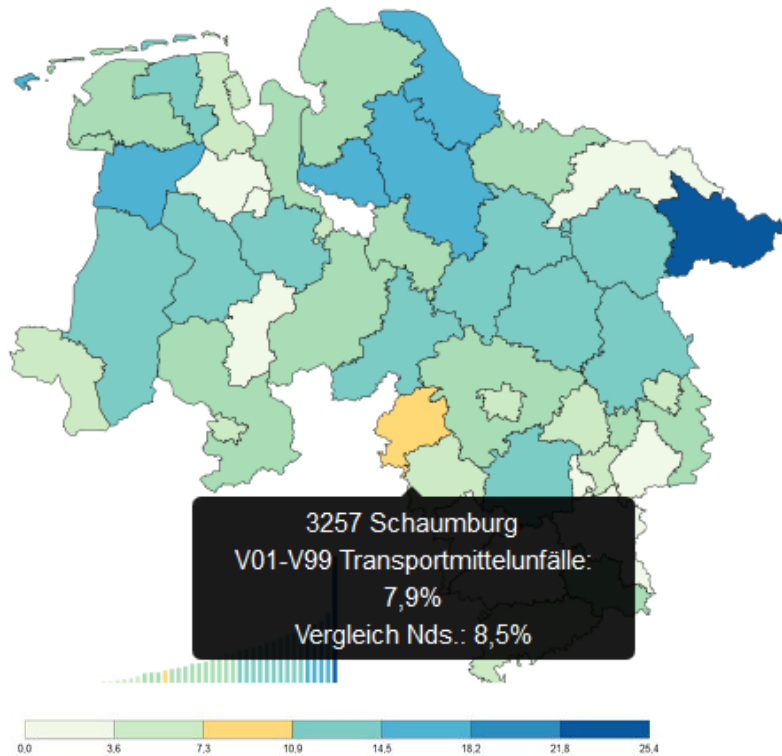 3257 Schaumburg
V01-V99 Transportmittelunfälle:
7,9%
Vergleich Nds.: 8,5%
0,0 3,6 7,3 10,9 14,5 18,2 21,8 25,4